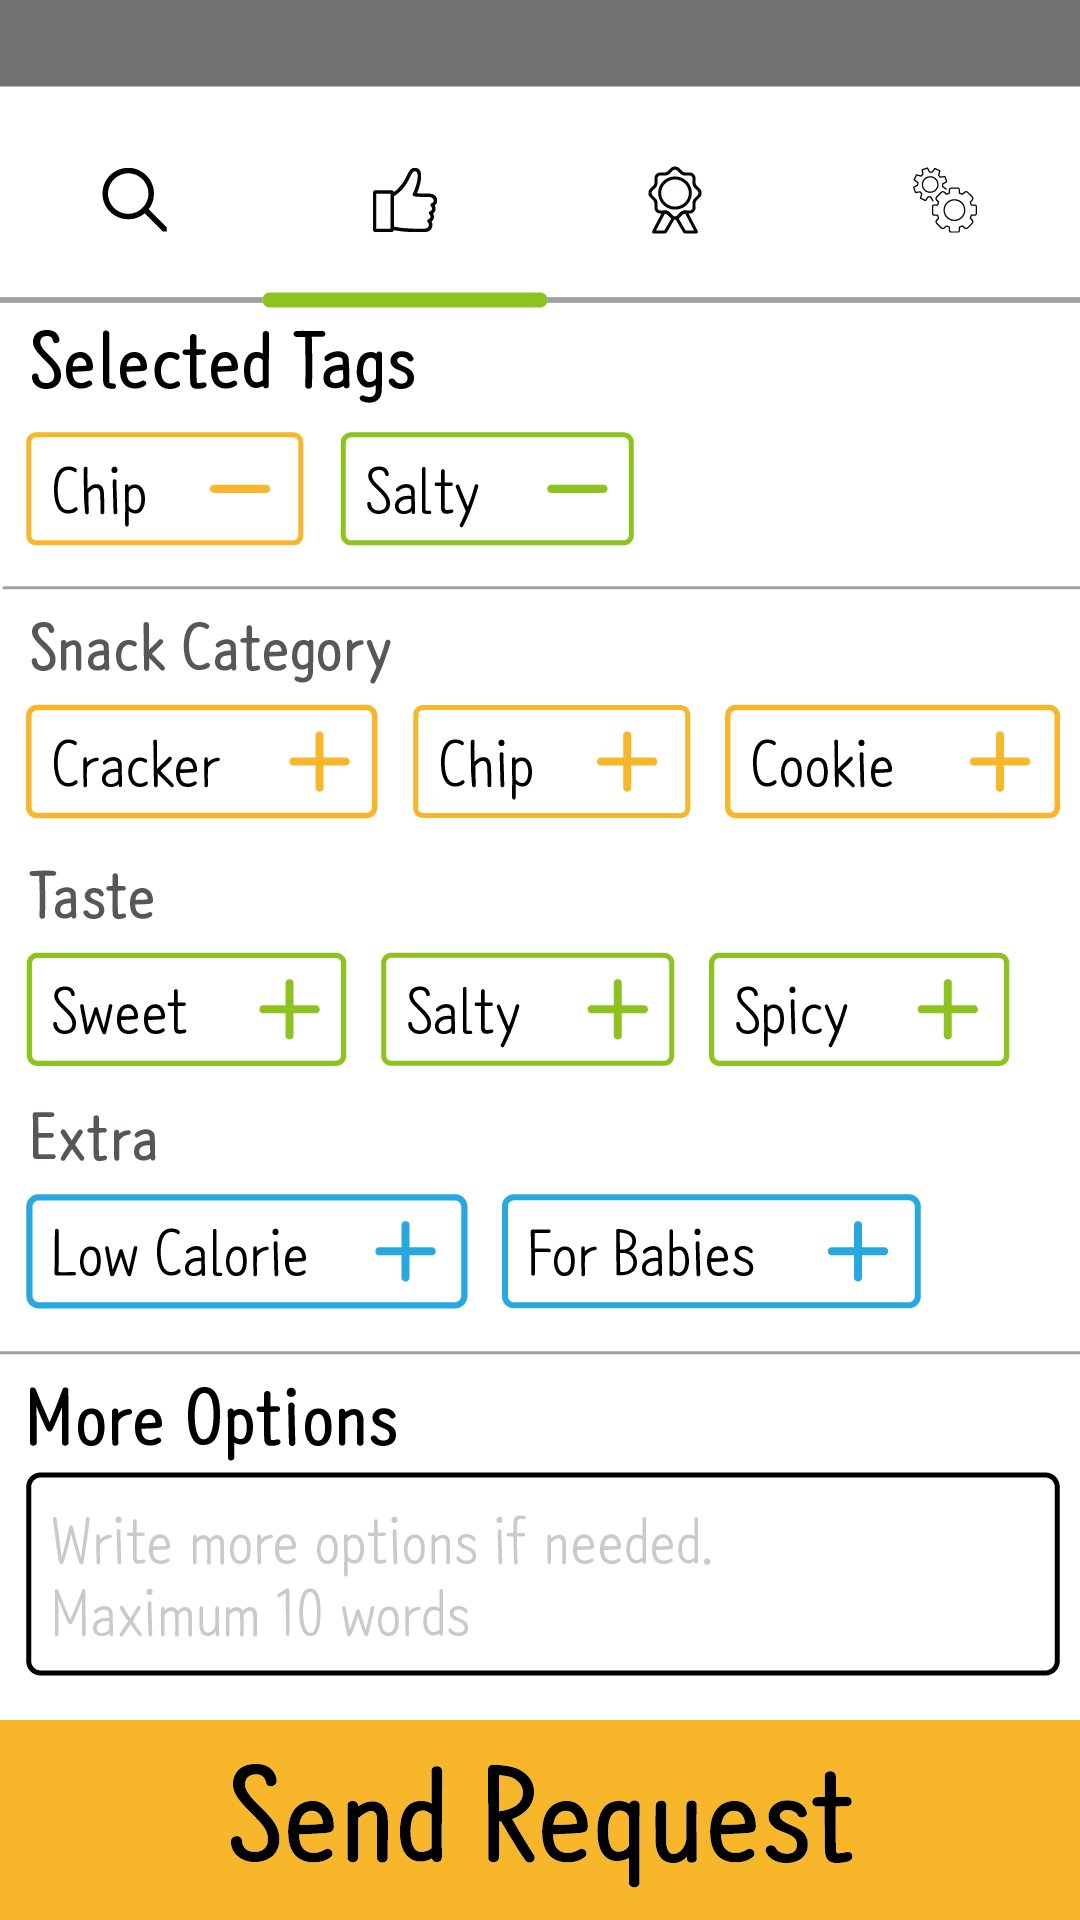 Selected Tags
Chip Salty
Snack Category
Cracker Chip Cookie
Taste
Sweet Salty Spicy
Extra
Low Calorie For Babies
More Options
Write more options if needed.
Maximum 10 words
Send Request